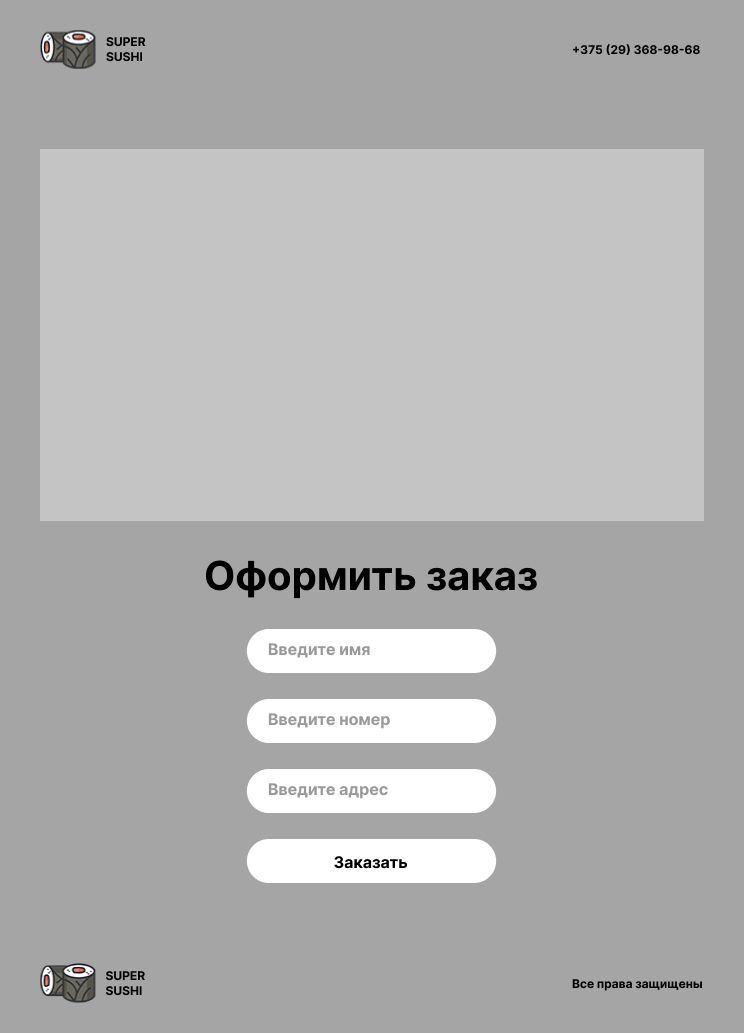 SUPER
SUSHI
+375 (29) 368-98-68
Оформить заказ
Введите имя
Введите номер
Введите адрес
Заказать
SUPER
SUSHI
Все права защищены